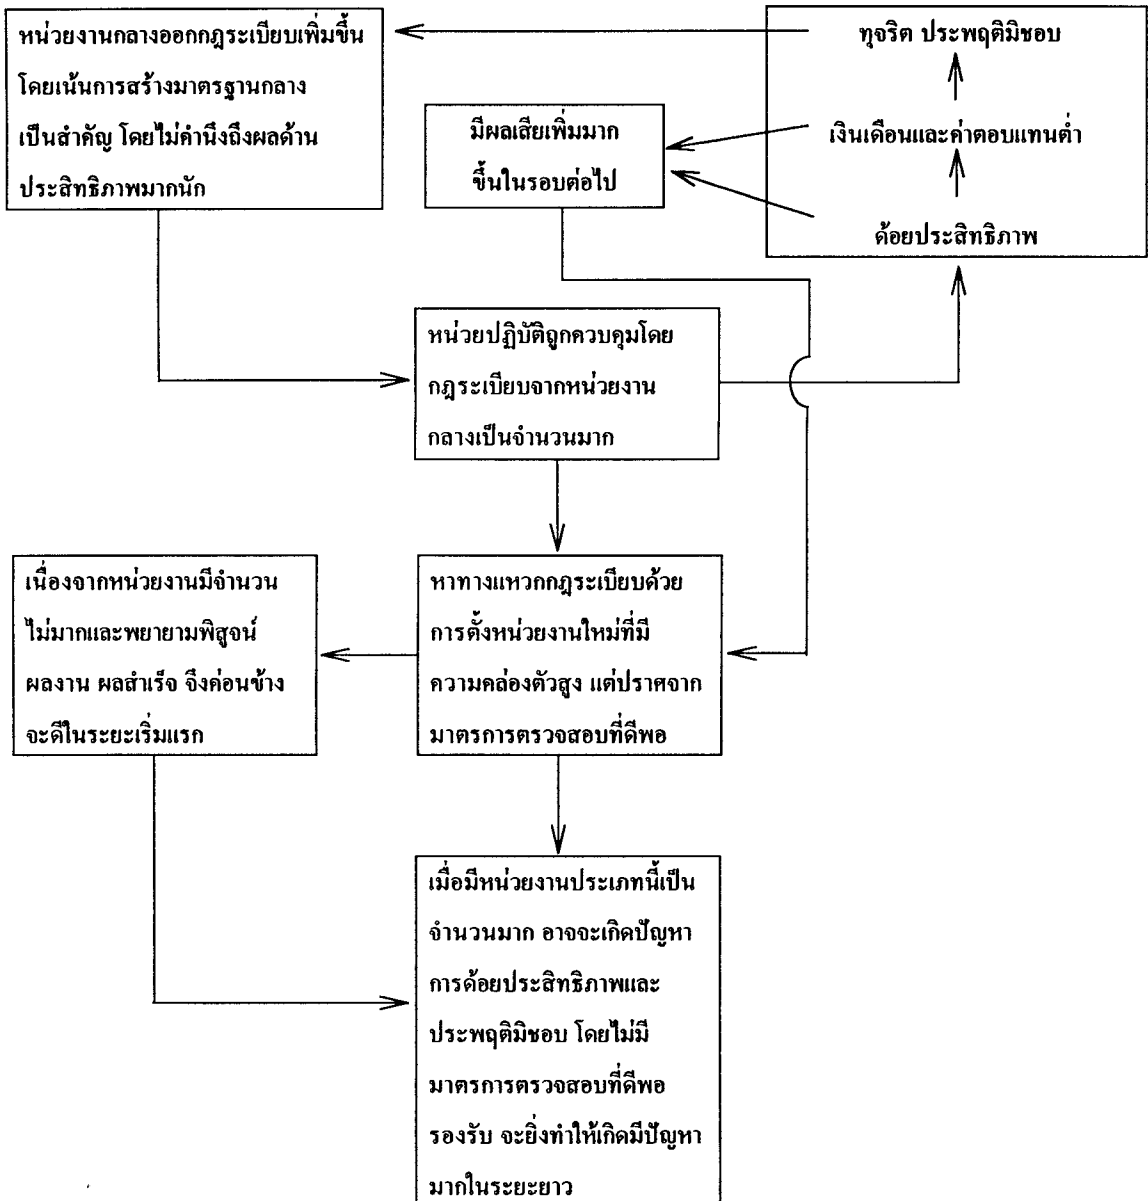 หน่วยงานกลางออกกฎระเบียบเพิ่มขึ้น
โดยเน้นการสร้างมาตรฐานกลาง
เป็นสำคัญ โดยไม่คำนึงถึงผลด้าน
ประสิทธิภาพมากนัก
มีผลเสียเพิ่มมาก
ขึ้นในรอบต่อไป
ทุจริต ประพฤติมิชอบ
เงินเดือนและค่าตอบแทนต่ำ
ด้อยประสิทธิภาพ
หน่วยปฏิบัติถูกควบคุมโดย
กฎระเบียบจากหน่วยงาน
กลางเป็นจำนวนมาก
เนื่องจากหน่วยงานมีจำนวน
ไม่มากและพยายามพิสูจน์
ผลงาน ผลสำเร็จ จึงค่อนข้าง
จะดีในระยะเริ่มแรก
หาทางแหวกกฎระเบียบด้วย
การตั้งหน่วยงานใหม่ที่มี
ความคล่องตัวสูง แต่ปราศจาก
มาตรการตรวจสอบที่ดีพอ
เมื่อมีหน่วยงานประเภทนี้เป็น
จำนวนมาก อาจจะเกิดปัญหา
การด้อยประสิทธิภาพและ
ประพฤติมิชอบ โดยไม่มี
มาตรการตรวจสอบที่ดีพอ
รองรับ จะยิ่งทำให้เกิดมีปัญหา
มากในระยะยาว